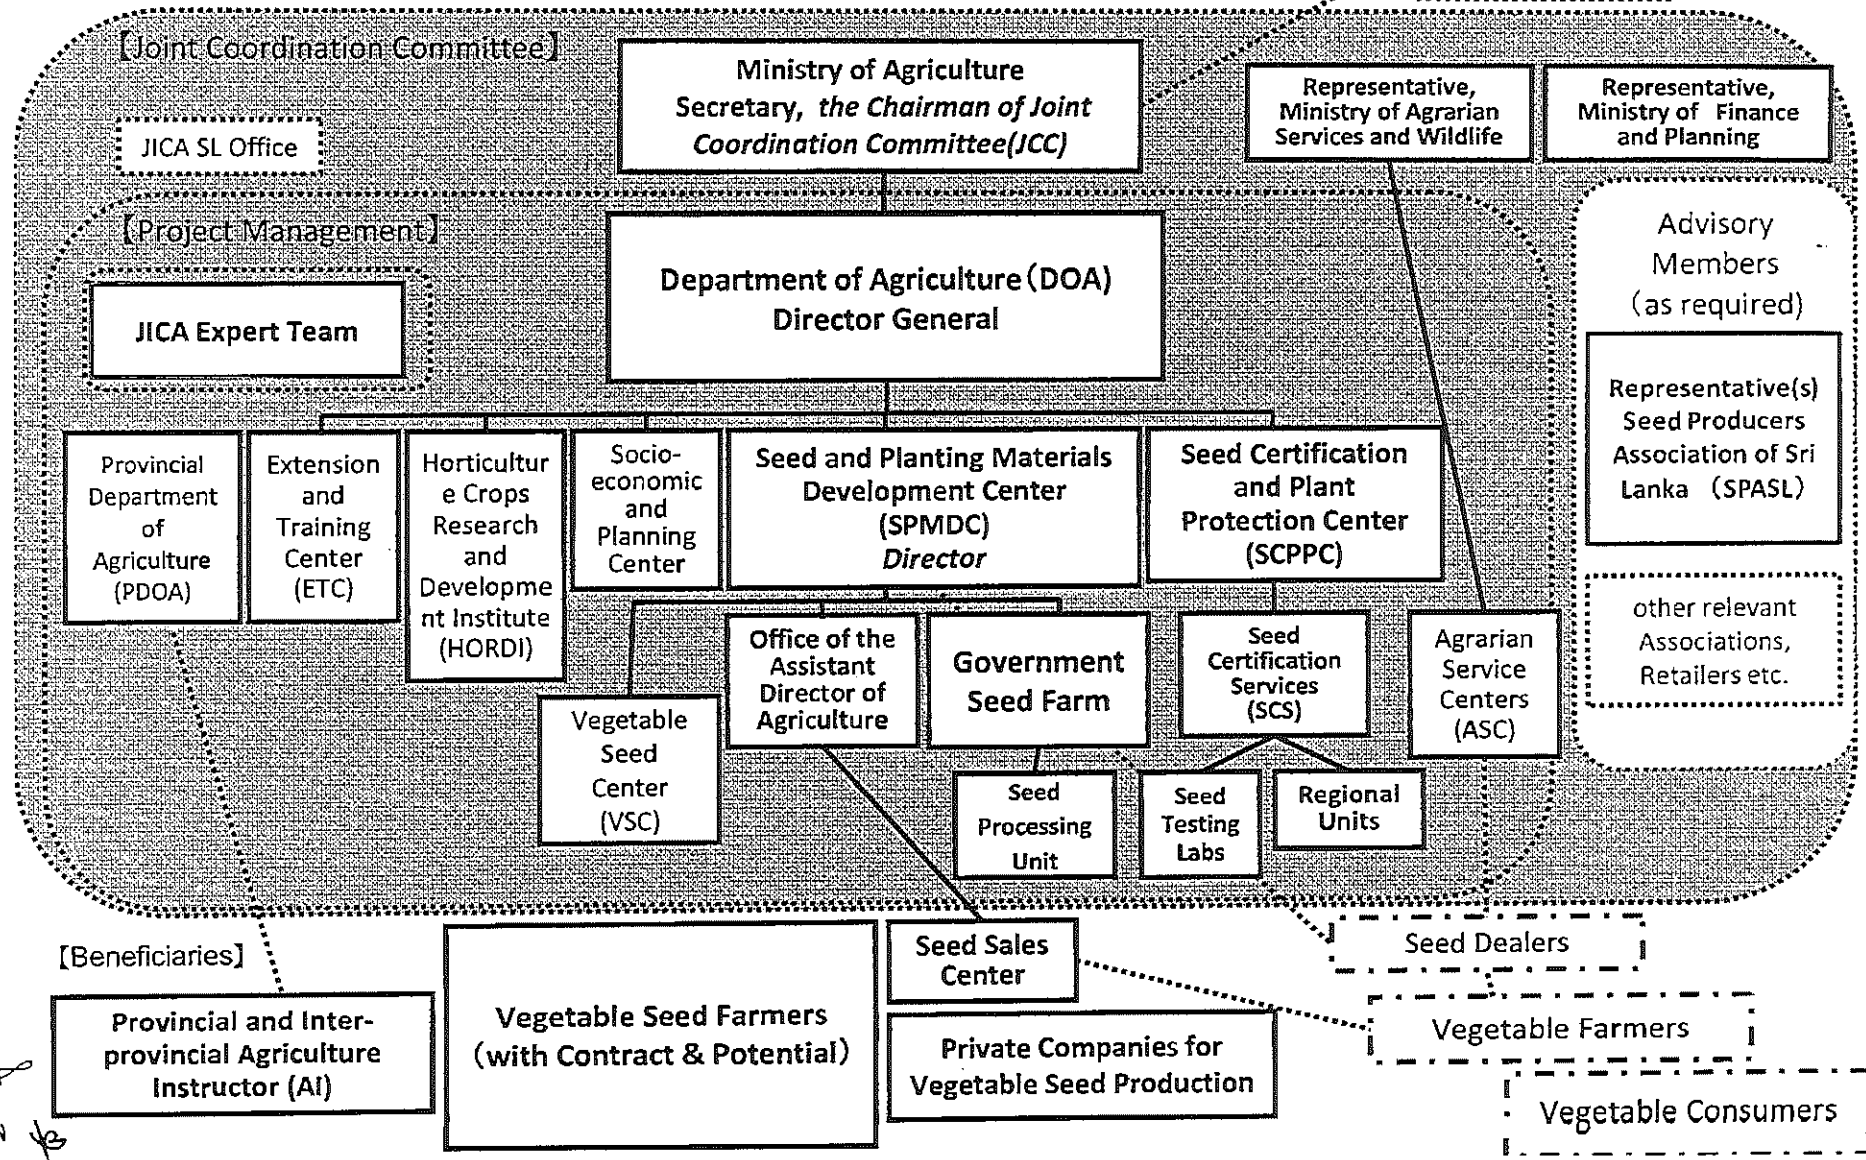 【Joint Coordination Committee】
Ministry of Agriculture
Secretary, the Chairman of Joint
Coordination Committee(JCC)
Representative,
Ministry of Agrarian
Services and Wildlife
Representative,
Ministry of Finance
and Planning
JICA SL Office
【Project Management】
JICA Expert Team
Department of Agriculture（DOA)
Director General
Advisory
Members
（as required)
Representative(s)
Seed Producers
Association of Sri
Lanka （SPASL）
other relevant
Associations,
Retailers etc.
Provincial
Department
of
Agriculture
(PDOA)
Extension
and
Training
Center
(ETC)
Horticultur
e Crops
Research
and
Developme
nt Institute
(HORDI)
Socio-
economic
and
Planning
Center
Seed and Planting Materials
Development Center
(SPMDC)
Director
Seed Certification
and Plant
Protection Center
(SCPPC)
Vegetable
Seed
Center
(VSC)
Office of the
Assistant
Director of
Agriculture
Government
Seed Farm
Seed
Certification
Services
(SCS)
Agrarian
Service
Centers
(ASC)
Seed
Processing
Unit
Seed
Testing
Labs
Regional
Units
【Beneficiaries】
Provincial and Inter-
provincial Agriculture
Instructor (AI)
Vegetable Seed Farmers
（with Contract & Potential）
Seed Sales
Center
Private Companies for
Vegetable Seed Production
Seed Dealers
Vegetable Farmers
Vegetable Consumers